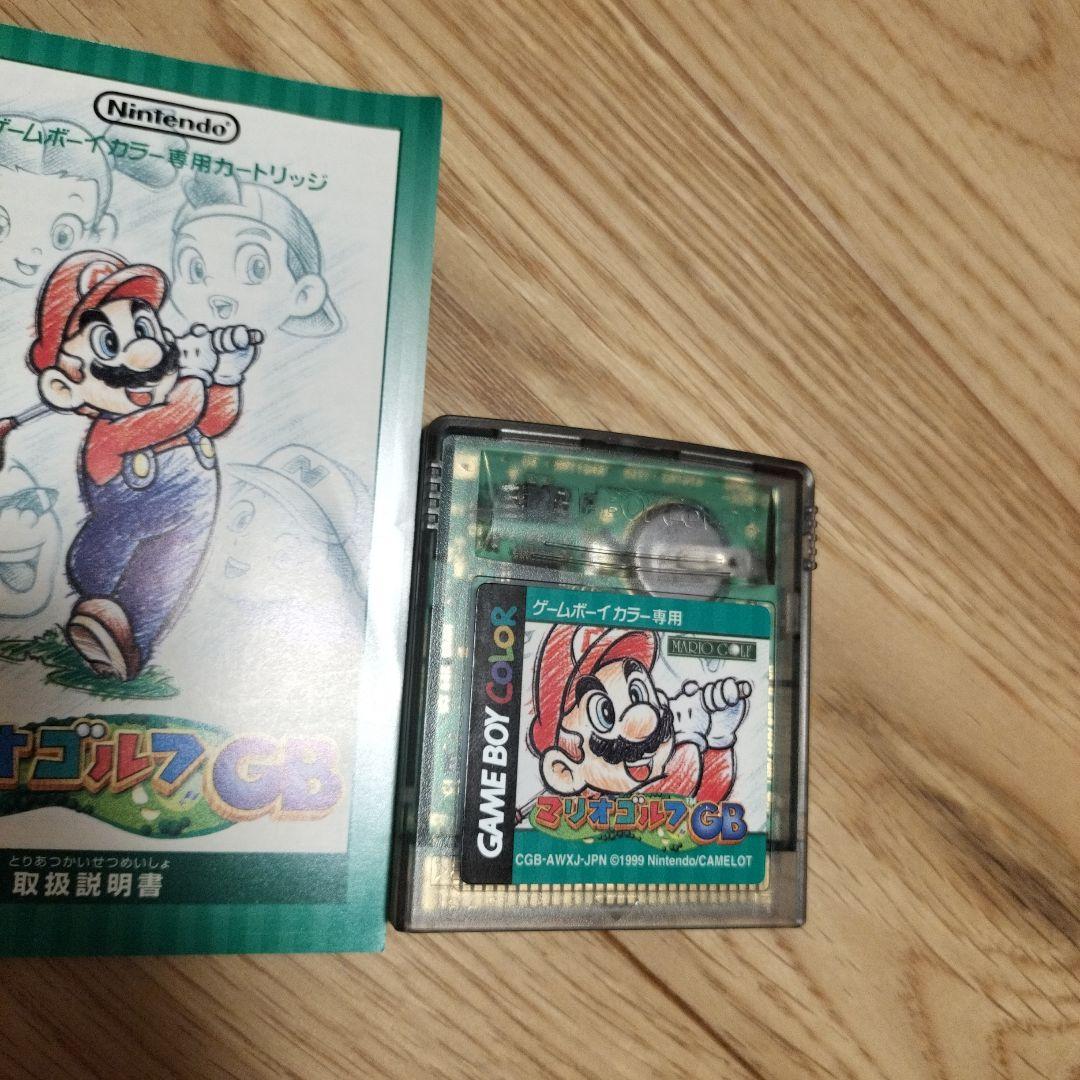 Nintendo
ゲームボーイカラー専用カートリッジ
オゴルフGB
とりあつかいせつめいしょ
取扱説明書
GAME BOY COLOR
ゲームボーイカラー専用
MARIO GOLF
マリオゴルフGB
CGB-AWXJ-JPN ©1999 Nintendo/CAMELOT